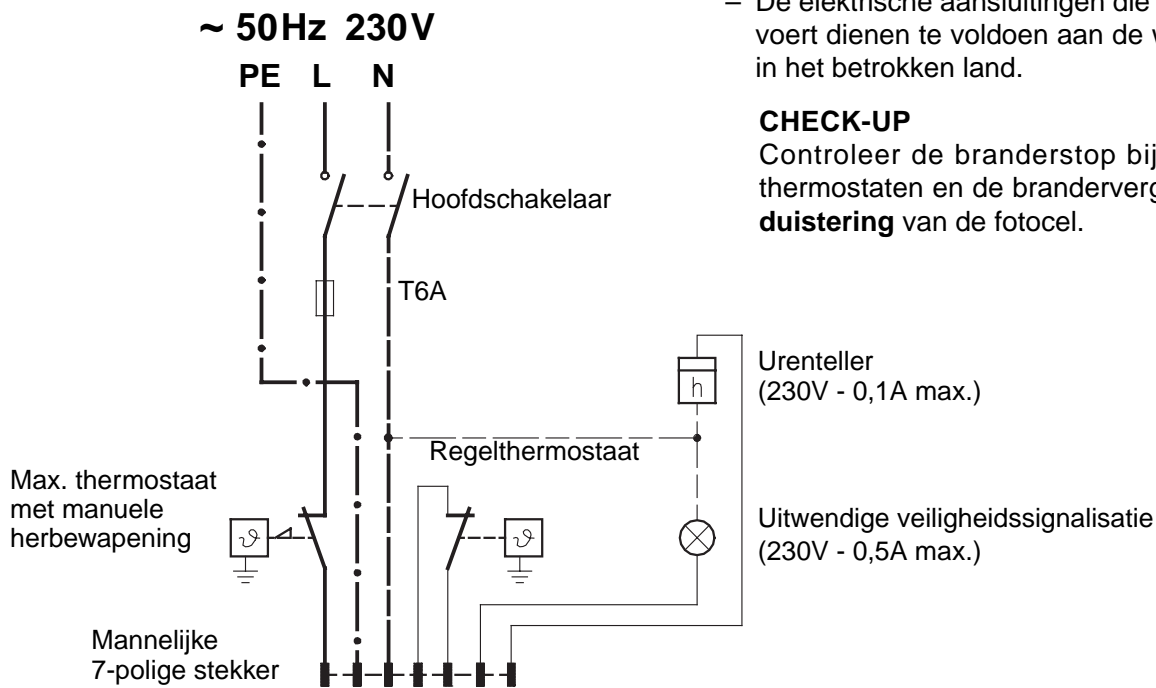 – De elektrische aansluitingen die
voert dienen te voldoen aan de
in het betrokken land.
CHECK-UP
Controleer de branderstop bij
thermostaten en de branderverg
duistering van de fotocel.
~ 50Hz 230V
PE L N
Hoofdschakelaar
T6A
Urenteller
(230V - 0,1A max.)
h
Regelthermostaat
Max. thermostaat
met manuele
herbewapening
ϑ
ϑ
Uitwendige veiligheidssignalisatie
(230V - 0,5A max.)
Mannelijke
7-polige stekker